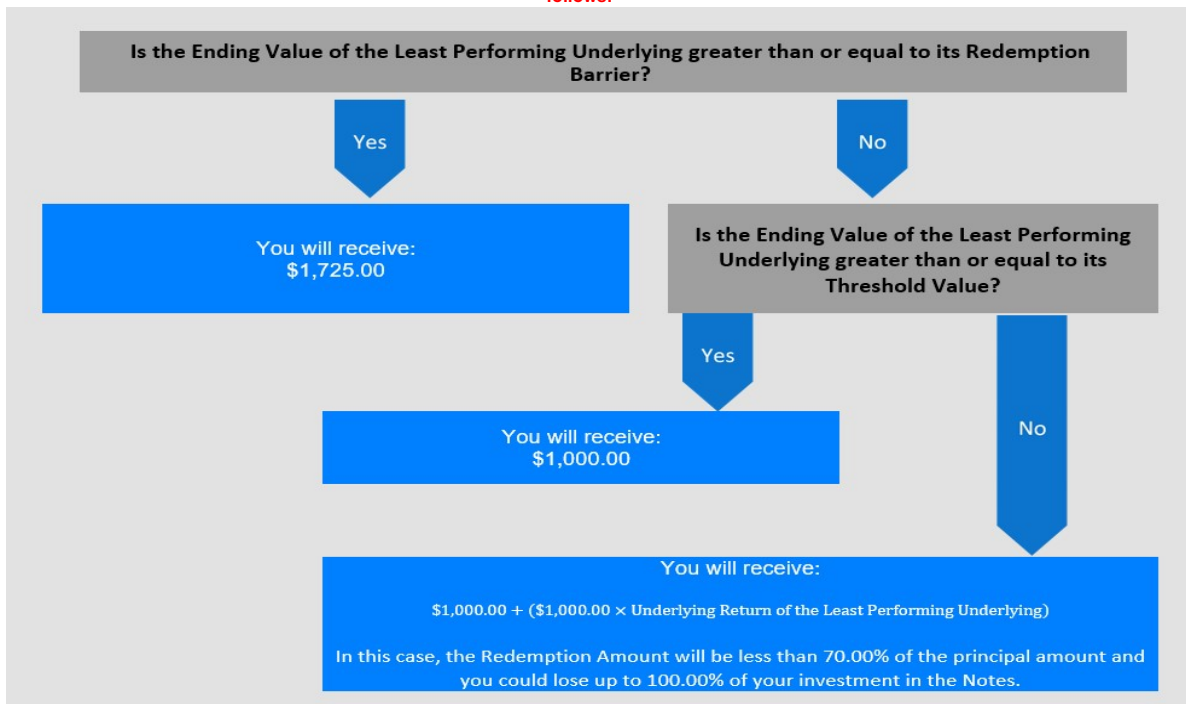 Is the Ending Value of the Least Performing Underlying greater than or equal to its Redemption
Barrier?
Yes
No
You will receive:
$1,725.00
Is the Ending Value of the Least Performing
Underlying greater than or equal to its
Threshold Value?
Yes
No
You will receive:
$1,000.00
You will receive:
$1,000.00 + ($1,000.00 × Underlying Return of the Least Performing Underlying)
In this case, the Redemption Amount will be less than 70.00% of the principal amount and
you could lose up to 100.00% of your investment in the Notes.